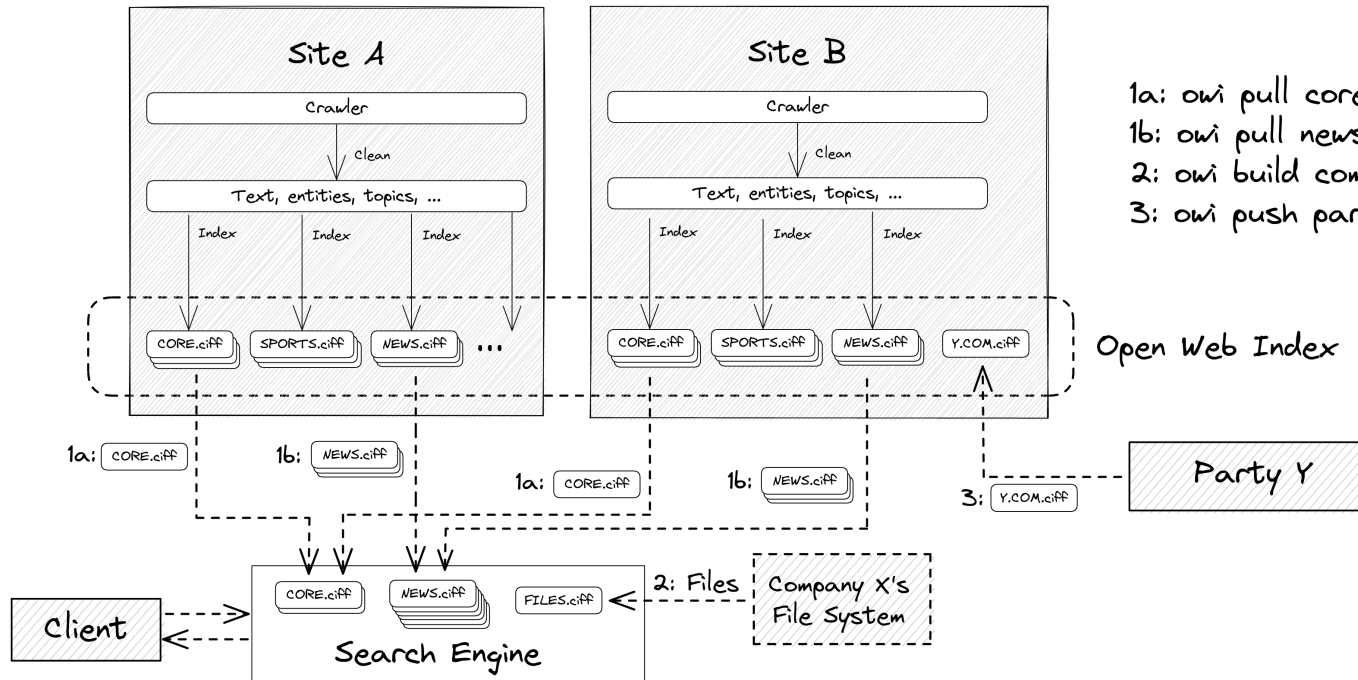 Site A
Crawler
Clean
Text, entities, topics, ...
Index
Index
Index
CORE.ciff
SPORTS.ciff
NEWS.ciff
...
Site B
Crawler
Clean
Text, entities, topics, ...
Index
Index
Index
CORE.ciff
SPORTS.ciff
NEWS.ciff
Y.COM.ciff
1a: owi pull core
1b: owi pull news
2: owi build com
3: owi push par
Open Web Index
1a: CORE.ciff
1b: NEWS.ciff
1a: CORE.ciff
1b: NEWS.ciff
3: Y.COM.ciff
Party Y
CORE.ciff
NEWS.ciff
FILES.ciff
Search Engine
2: Files
Company X's
File System
Client